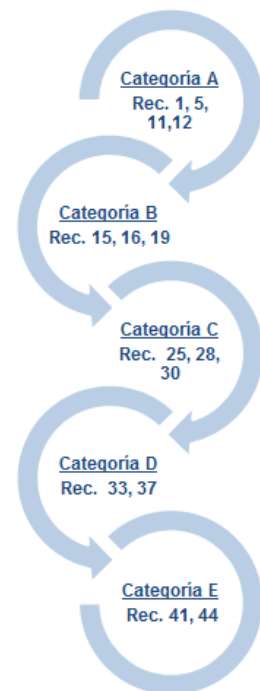 Categoría A
Rec. 1, 5,
11,12
Categoría B
Rec. 15, 16, 19
Categoría C
Rec. 25, 28,
30
Categoría D
Rec. 33, 37
Categoría E
Rec. 41, 44